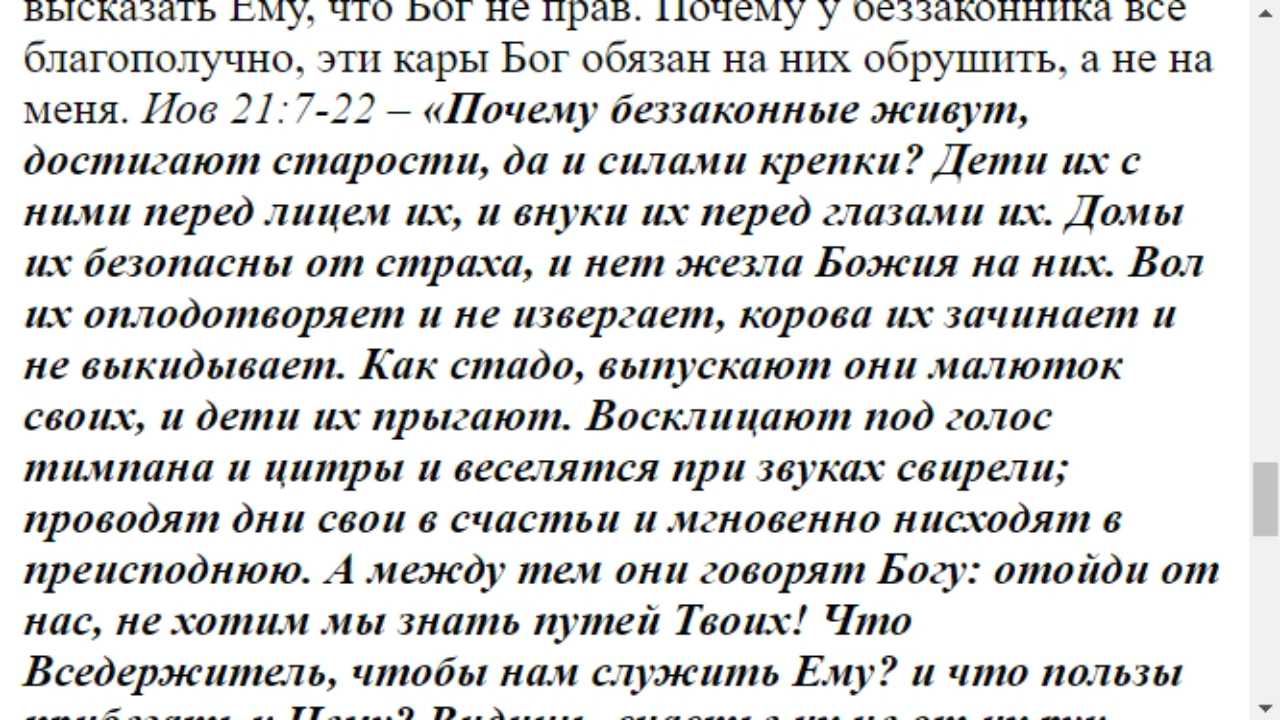 высказать Ему, что Бог не прав. Почему у беззаконника все
благополучно, эти кары Бог обязан на них обрушить, а не на
меня. Иов 21:7-22 – «Почему беззаконные живут,
достигают старости, да и силами крепки? Дети их с
ними перед лицем их, и внуки их перед глазами их. Домы
их безопасны от страха, и нет жезла Божия на них. Вол
их оплодотворяет и не извергает, корова их зачинает и
не выкидывает. Как стадо, выпускают они малюток
своих, и дети их прыгают. Восклицают под голос
тимпана и цитры и веселятся при звуках свирели;
проводят дни свои в счастьи и мгновенно нисходят в
преисподнюю. А между тем они говорят Богу: отойди от
нас, не хотим мы знать путей Твоих! Что
Вседержитель, чтобы нам служить Ему? и что пользы